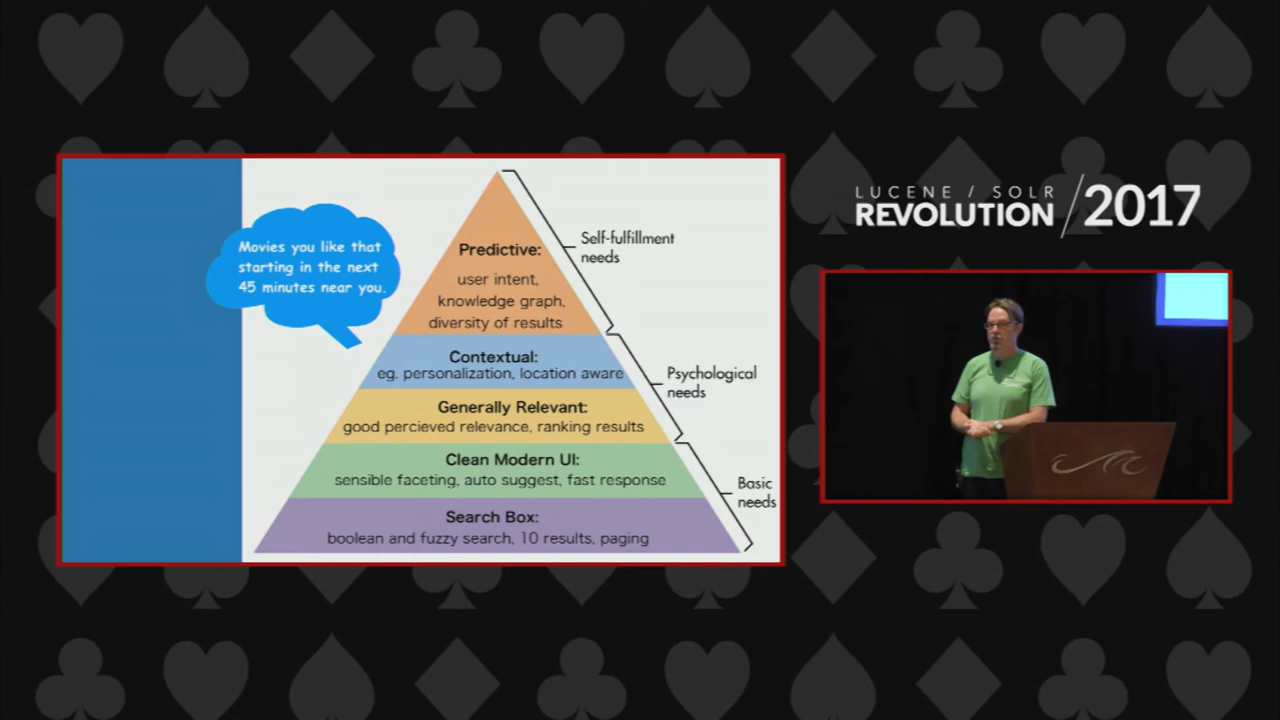 Movies you like that
starting in the next
45 minutes near you.
Predictive:
user intent,
knowledge graph,
diversity of results
Contextual:
eg. personalization, location aware
Generally Relevant:
good percieved relevance, ranking results
Clean Modern UI:
sensible faceting, auto suggest, fast response
Search Box:
boolean and fuzzy search, 10 results, paging
Self-fulfillment
needs
Psychological
needs
Basic
needs
LUCENE / SOLR
REVOLUTION /2017